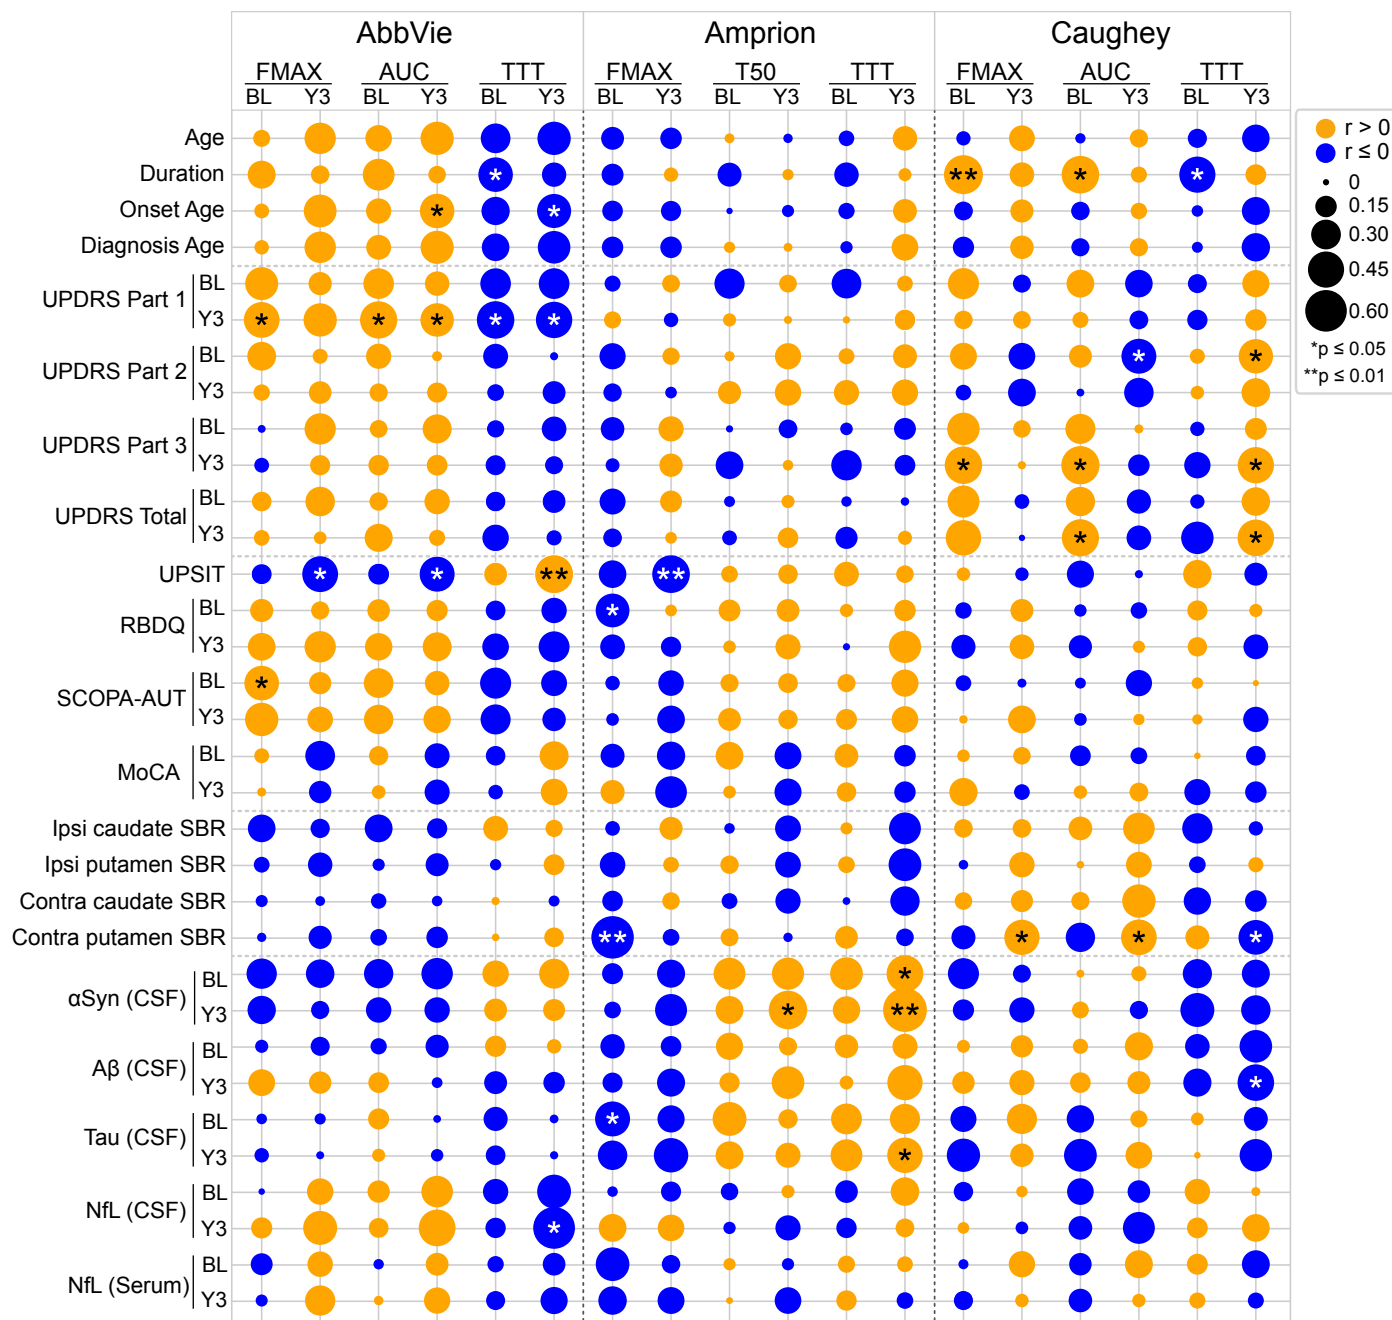 AbbVie Amprion Caughey
FMAX AUC TTT FMAX T50 TTT FMAX AUC TTT
BL Y3 BL Y3 BL Y3 BL Y3 BL Y3 BL Y3 BL Y3 BL Y3 BL Y3
r > 0
r ≤ 0
0
0.15
0.30
0.45
0.60
*p ≤ 0.05
**p ≤ 0.01
Age
Duration * ** * *
Onset Age * *
Diagnosis Age
UPDRS Part 1
BL
Y3 * * * * *
UPDRS Part 2
BL * *
Y3
UPDRS Part 3
BL
Y3 * * *
UPDRS Total
BL
Y3 * *
UPSIT * * ** **
RBDQ
BL *
Y3
SCOPA-AUT
BL *
Y3
MoCA
BL
Y3
Ipsi caudate SBR
Ipsi putamen SBR
Contra caudate SBR
Contra putamen SBR ** * * *
αSyn (CSF)
BL *
Y3 * **
Aβ (CSF)
BL
Y3 *
Tau (CSF)
BL *
Y3 *
NfL (CSF)
BL
Y3 *
NfL (Serum)
BL
Y3